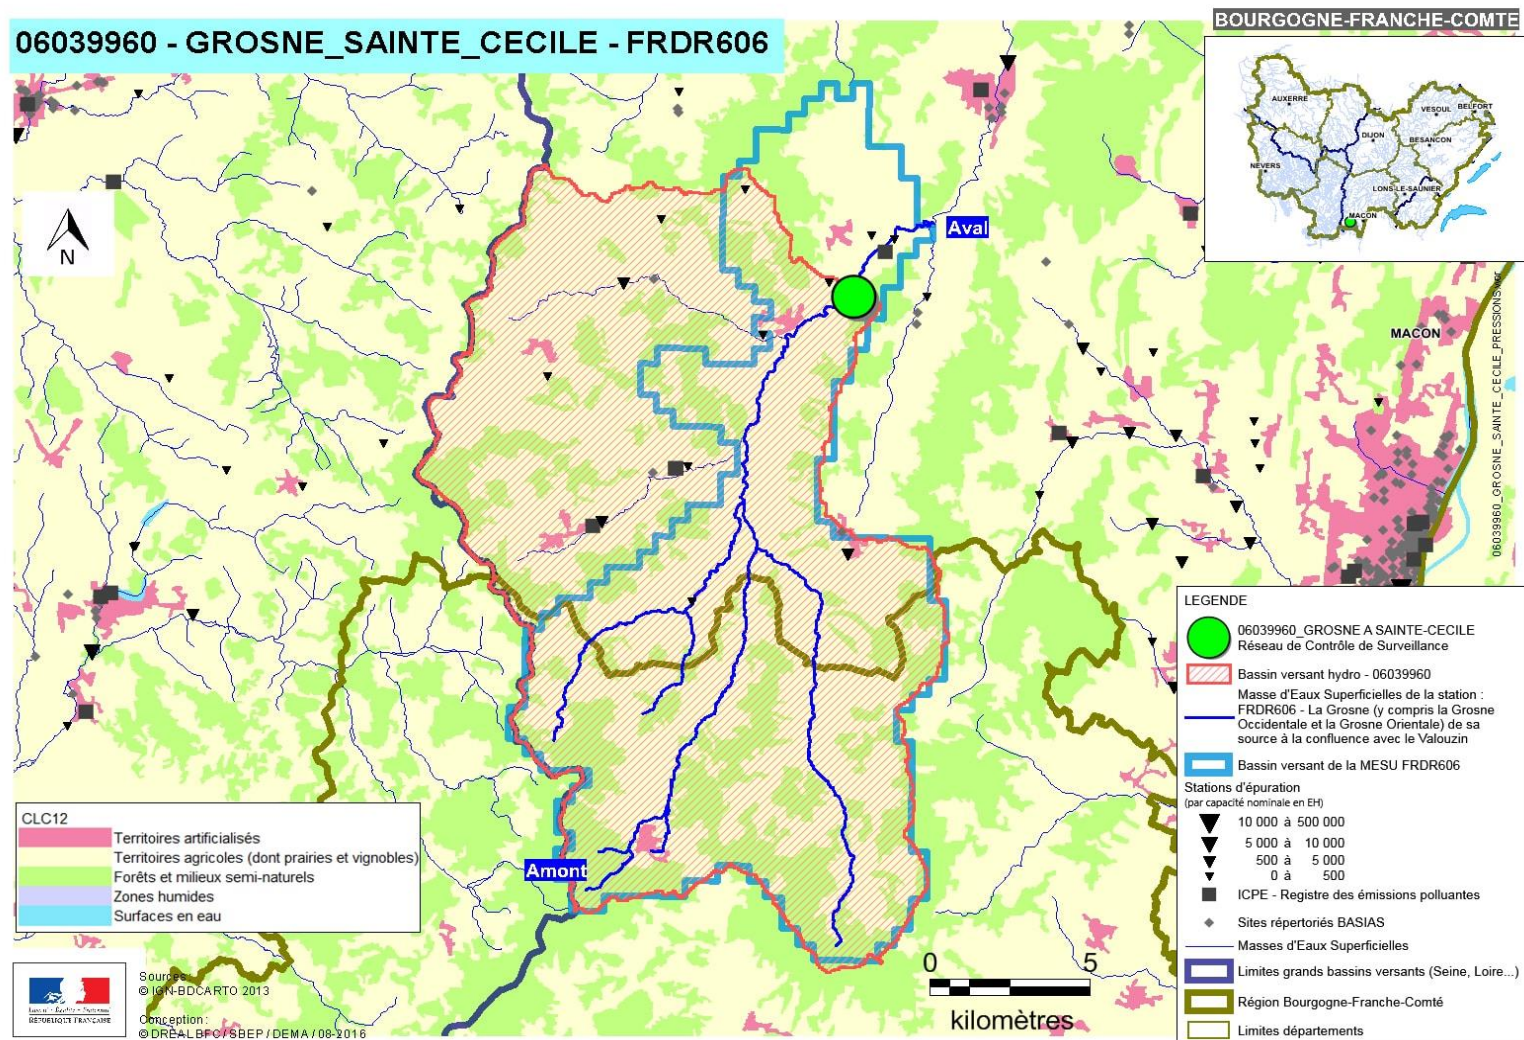 06039960 - GROSNE_SAINTE_CECILE - FRDR606
BOURGOGNE-FRANCHE-COMTE
AUXERRE
VESOUL
BELFORT
DIJON
BESANCON
NEVERS
LONS-LE-SAUNIER
MACON
N
Aval
MACON
06039960_GROSNE_SAINTE_CECILE_PRESSIONS.wor
Amont
LEGENDE
06039960_GROSNE A SAINTE-CECILE
Réseau de Contrôle de Surveillance
Bassin versant hydro - 06039960
Masse d'Eaux Superficielles de la station :
FRDR606 - La Grosne (y compris la Grosne
Occidentale et la Grosne Orientale) de sa
source à la confluence avec le Valouzin
Bassin versant de la MESU FRDR606
Stations d'épuration
(par capacité nominale en EH)
10 000 à 500 000
5 000 à 10 000
500 à 5 000
0 à 500
ICPE - Registre des émissions polluantes
Sites répertoriés BASIAS
Masses d'Eaux Superficielles
Limites grands bassins versants (Seine, Loire...)
Région Bourgogne-Franche-Comté
Limites départements
CLC12
Territoires artificialisés
Territoires agricoles (dont prairies et vignobles)
Forêts et milieux semi-naturels
Zones humides
Surfaces en eau
Liberté • Égalité • Fraternité
RÉPUBLIQUE FRANÇAISE
Sources :
© IGN-BDCARTO 2013
Conception :
© DREAL BFC / SBEP / DEMA / 08-2016
0 5
kilomètres